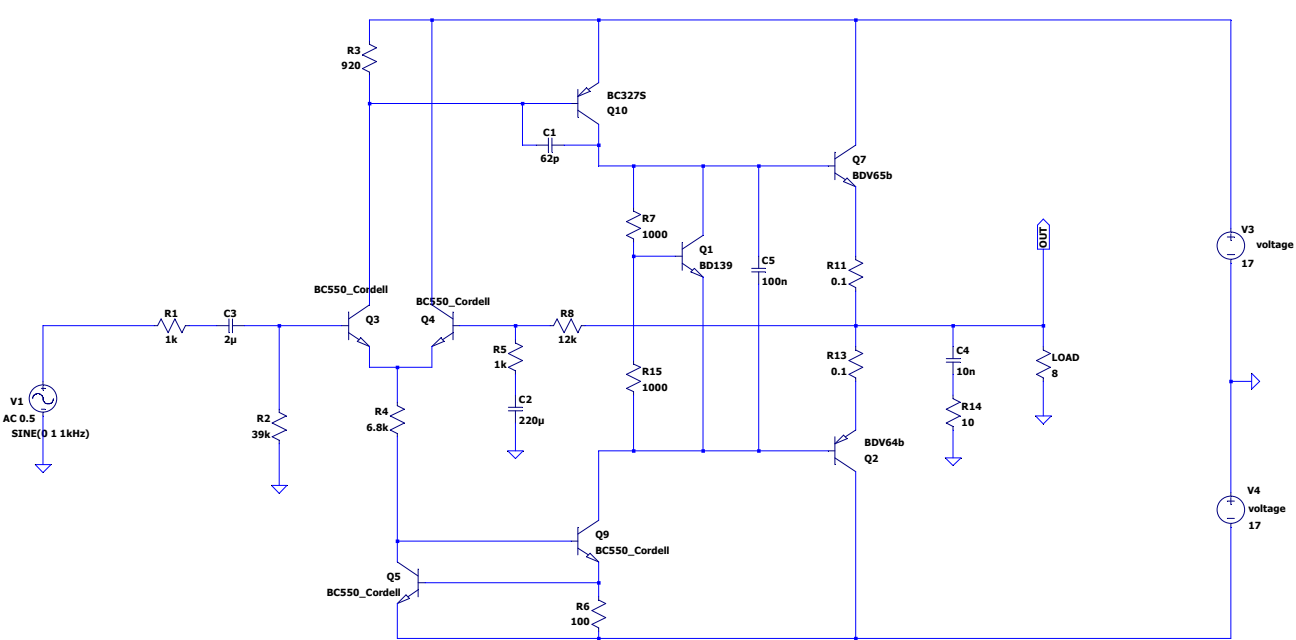 R3
920
BC327S
Q10
C1
62p
Q7
BDV65b
R7
1000
Q1
BD139
C5
100n
R11
0.1
OUT
V3
voltage
17
BC550_Cordell
Q3
BC550_Cordell
Q4
R1
1k
C3
2µ
R8
12k
R5
1k
C2
220µ
R15
1000
R13
0.1
C4
10n
LOAD
8
V1
AC 0.5
SINE(0 1 1kHz)
R2
39k
R4
6.8k
R14
10
BDV64b
Q2
V4
voltage
17
Q9
BC550_Cordell
Q5
BC550_Cordell
R6
100